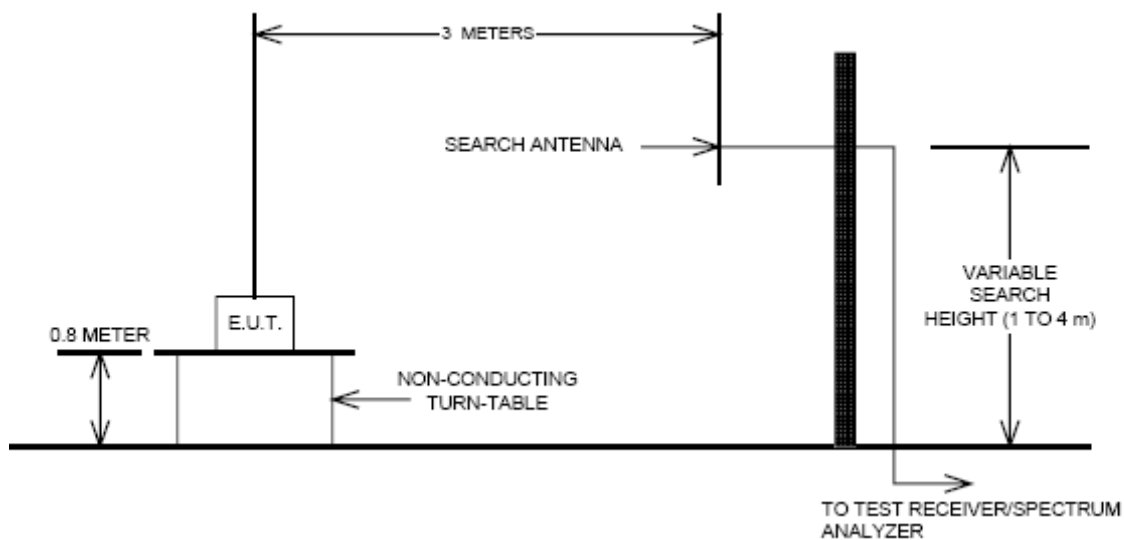 3 METERS
SEARCH ANTENNA
E.U.T.
0.8 METER
NON-CONDUCTING
TURN-TABLE
VARIABLE
SEARCH
HEIGHT (1 TO 4 m)
TO TEST RECEIVER/SPECTRUM
ANALYZER